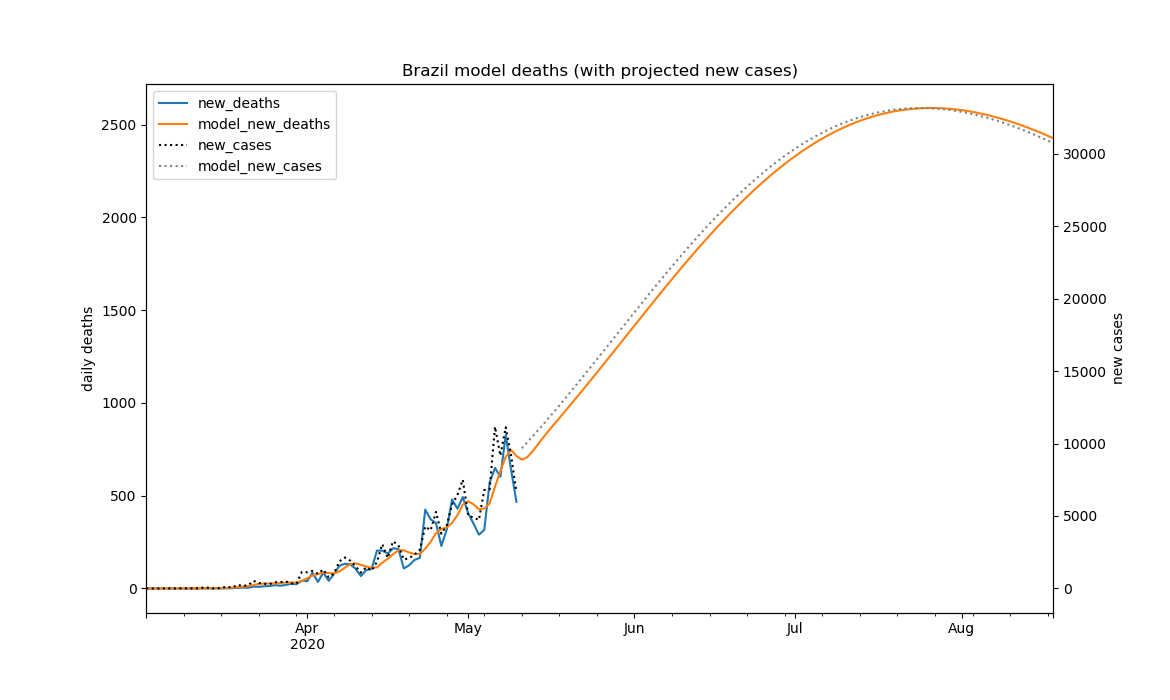 Brazil model deaths (with projected new cases)
new_deaths
model_new_deaths
new_cases
model_new_cases
daily deaths
2500
2000
1500
1000
500
0
new cases
30000
25000
20000
15000
10000
5000
0
Apr
2020
May
Jun
Jul
Aug